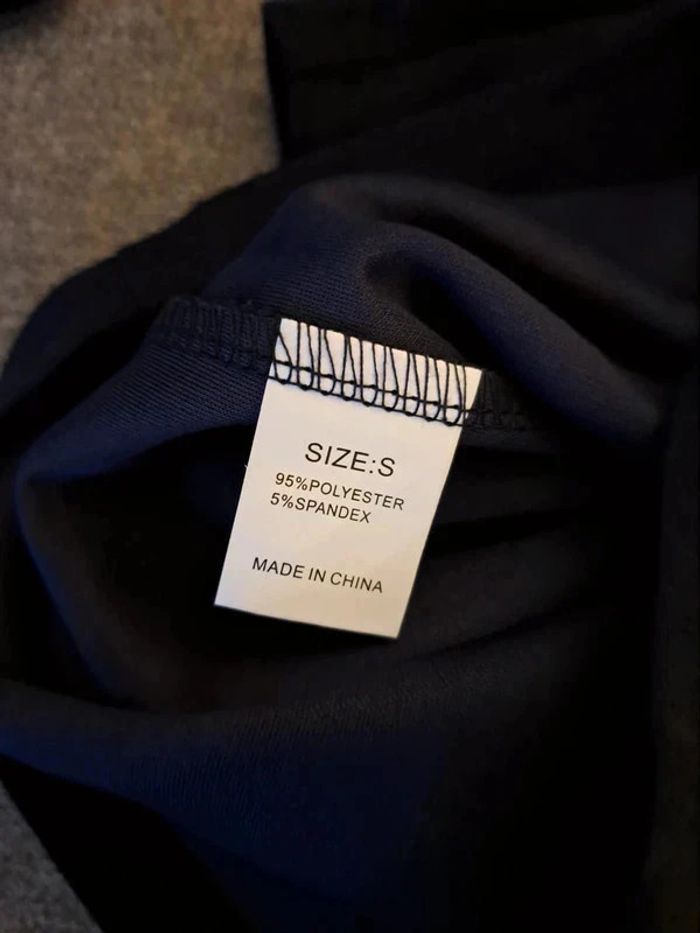 SIZE:S
95%POLYESTER
5%SPANDEX
MADE IN CHINA